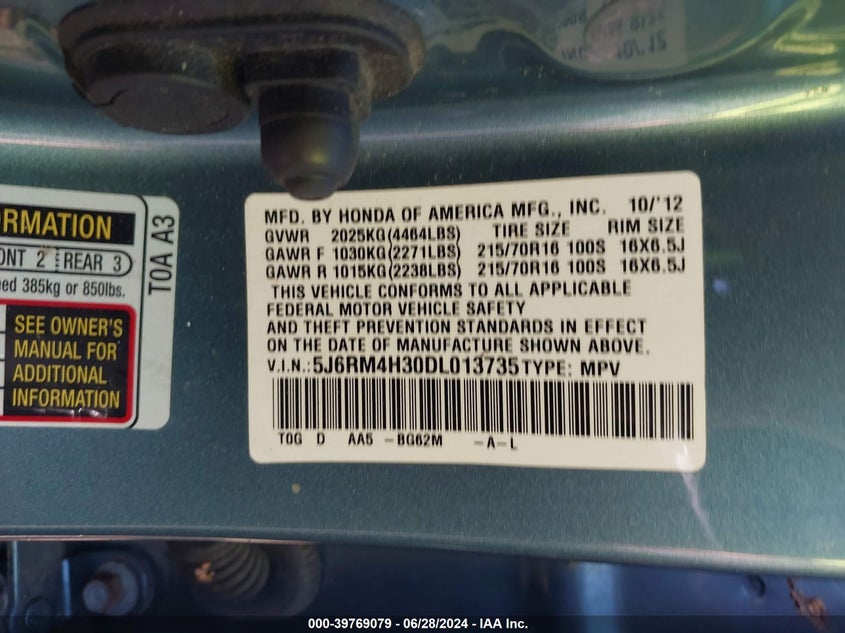 MFD. BY HONDA OF AMERICA MFG., INC. 10/'12
GVWR 2025KG(4464LBS) TIRE SIZE RIM SIZE
GAWR F 1030KG(2271LBS) 215/70R16 100S 16X6.5J
GAWR R 1015KG(2238LBS) 215/70R16 100S 16X6.5J
THIS VEHICLE CONFORMS TO ALL APPLICABLE
FEDERAL MOTOR VEHICLE SAFETY
AND THEFT PREVENTION STANDARDS IN EFFECT
ON THE DATE OF MANUFACTURE SHOWN ABOVE.
V.I.N.:5J6RM4H30DL013735 TYPE: MPV
T0G D AA5 -BG62M -A-L
FRONT 2 REAR 3
385kg or 850lbs.
SEE OWNER'S
MANUAL FOR
ADDITIONAL
INFORMATION
T0A A3
000-39769079 - 06/28/2024 - IAA Inc.